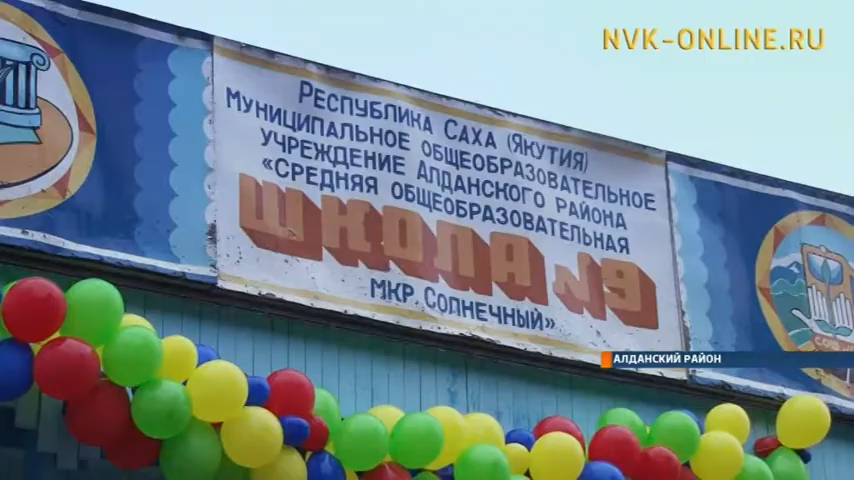 NVK-ONLINE.RU
РЕСПУБЛИКА САХА (ЯКУТИЯ)
МУНИЦИПАЛЬНОЕ ОБЩЕОБРАЗОВАТЕЛЬНОЕ
УЧРЕЖДЕНИЕ АЛДАНСКОГО РАЙОНА
«СРЕДНЯЯ ОБЩЕОБРАЗОВАТЕЛЬНАЯ
ШКОЛА №9
МКР. СОЛНЕЧНЫЙ»
АЛДАНСКИЙ РАЙОН